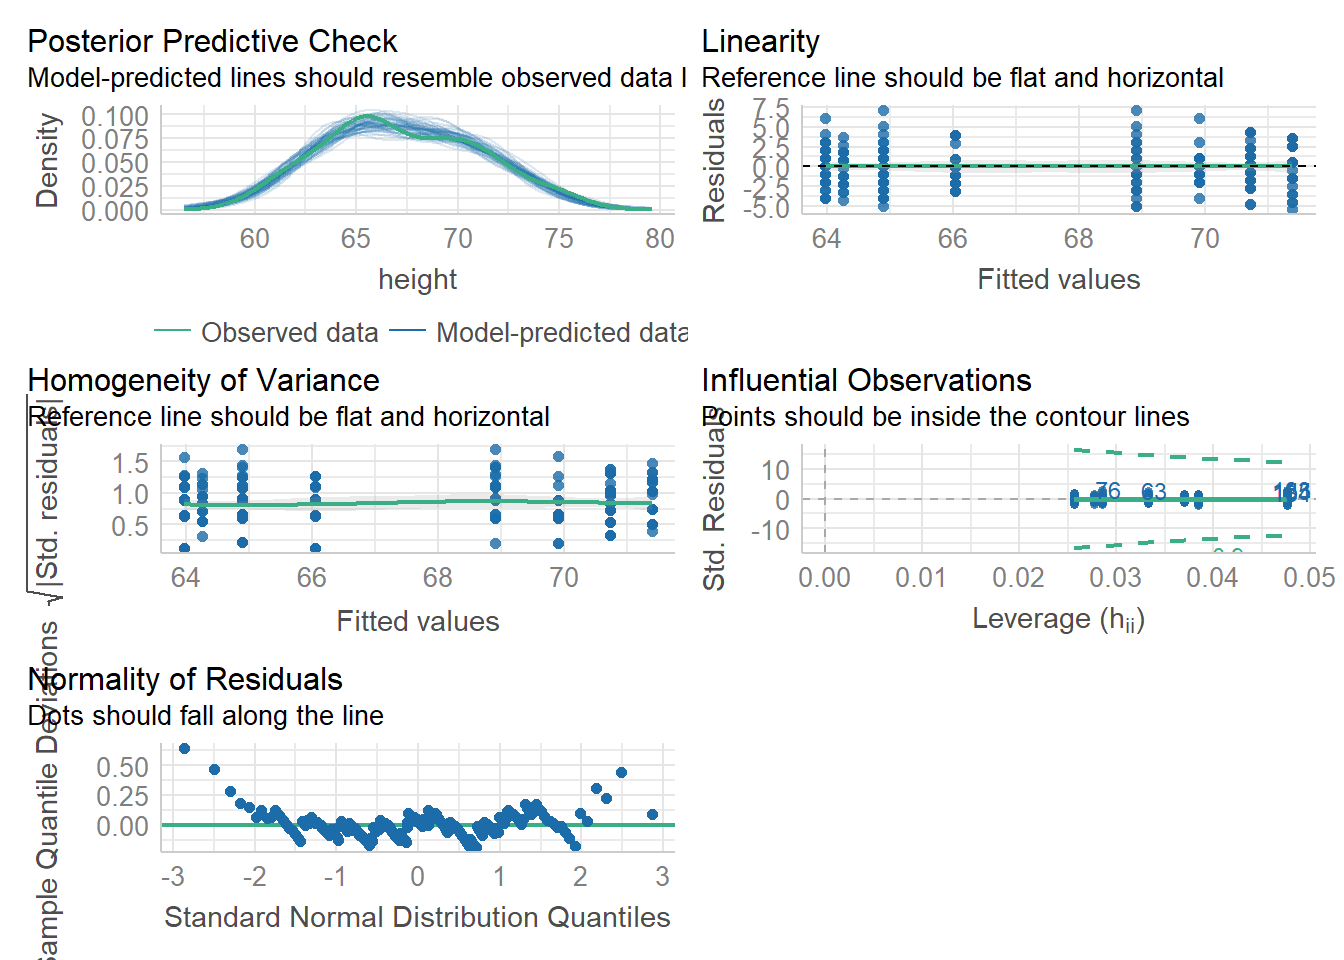 Posterior Predictive Check
Model-predicted lines should resemble observed data l
Density
0.100
0.075
0.050
0.025
0.000
60 65 70 75 80
height
Observed data Model-predicted data
Linearity
Reference line should be flat and horizontal
Residuals
7.5
5.0
2.5
0.0
-2.5
-5.0
64 66 68 70
Fitted values
Homogeneity of Variance
Reference line should be flat and horizontal
√|Std. residuals|
1.5
1.0
0.5
64 66 68 70
Fitted values
Influential Observations
Points should be inside the contour lines
Std. Residuals
10
0
-10
76 63
0.00 0.01 0.02 0.03 0.04 0.05
Leverage (hii)
Normality of Residuals
Dots should fall along the line
Sample Quantile Deviations
0.50
0.25
0.00
-3 -2 -1 0 1 2 3
Standard Normal Distribution Quantiles